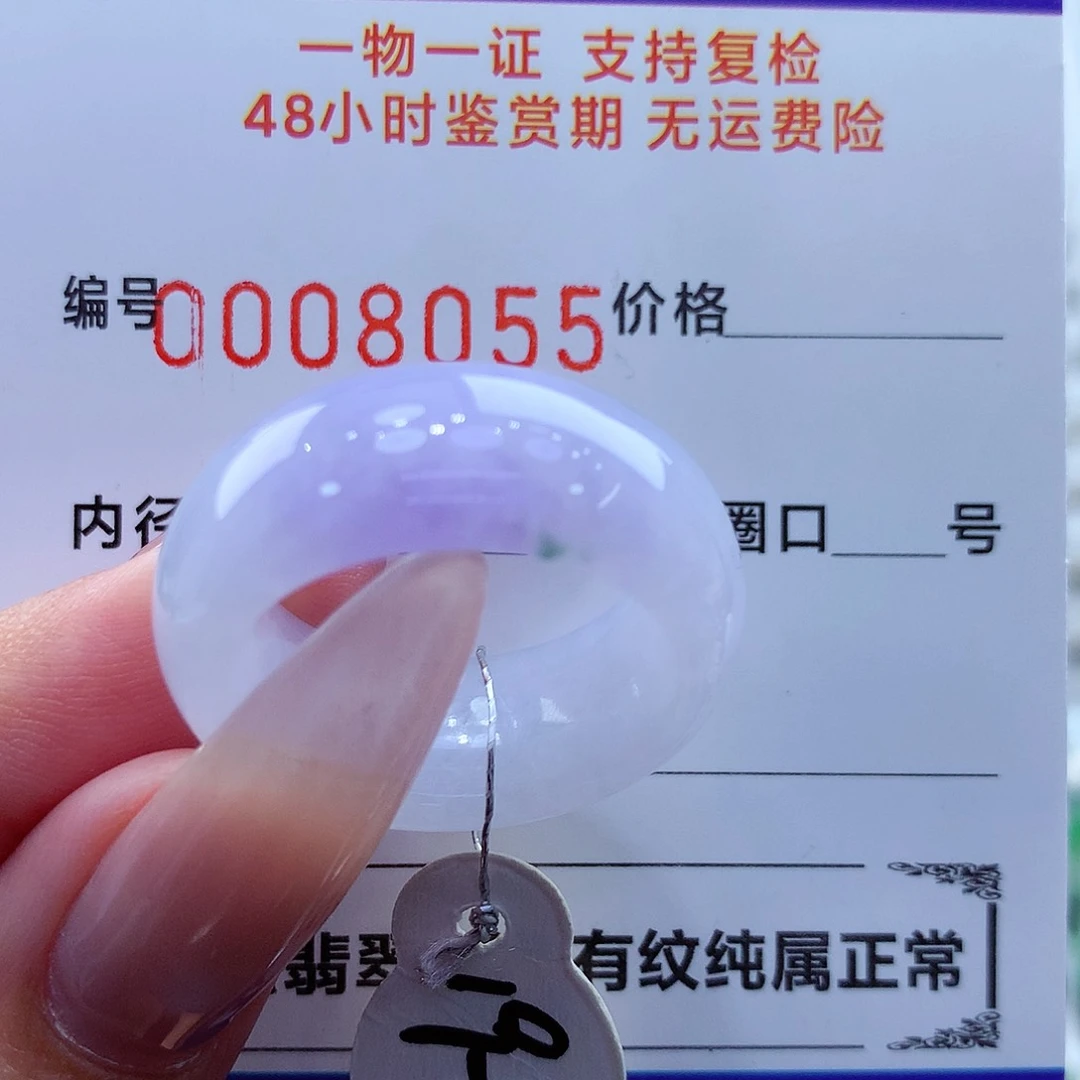 一物一证 支持复检
48小时鉴赏期 无运费险
编号0008055价格
内径 圈口 号
翡翠 有纹纯属正常